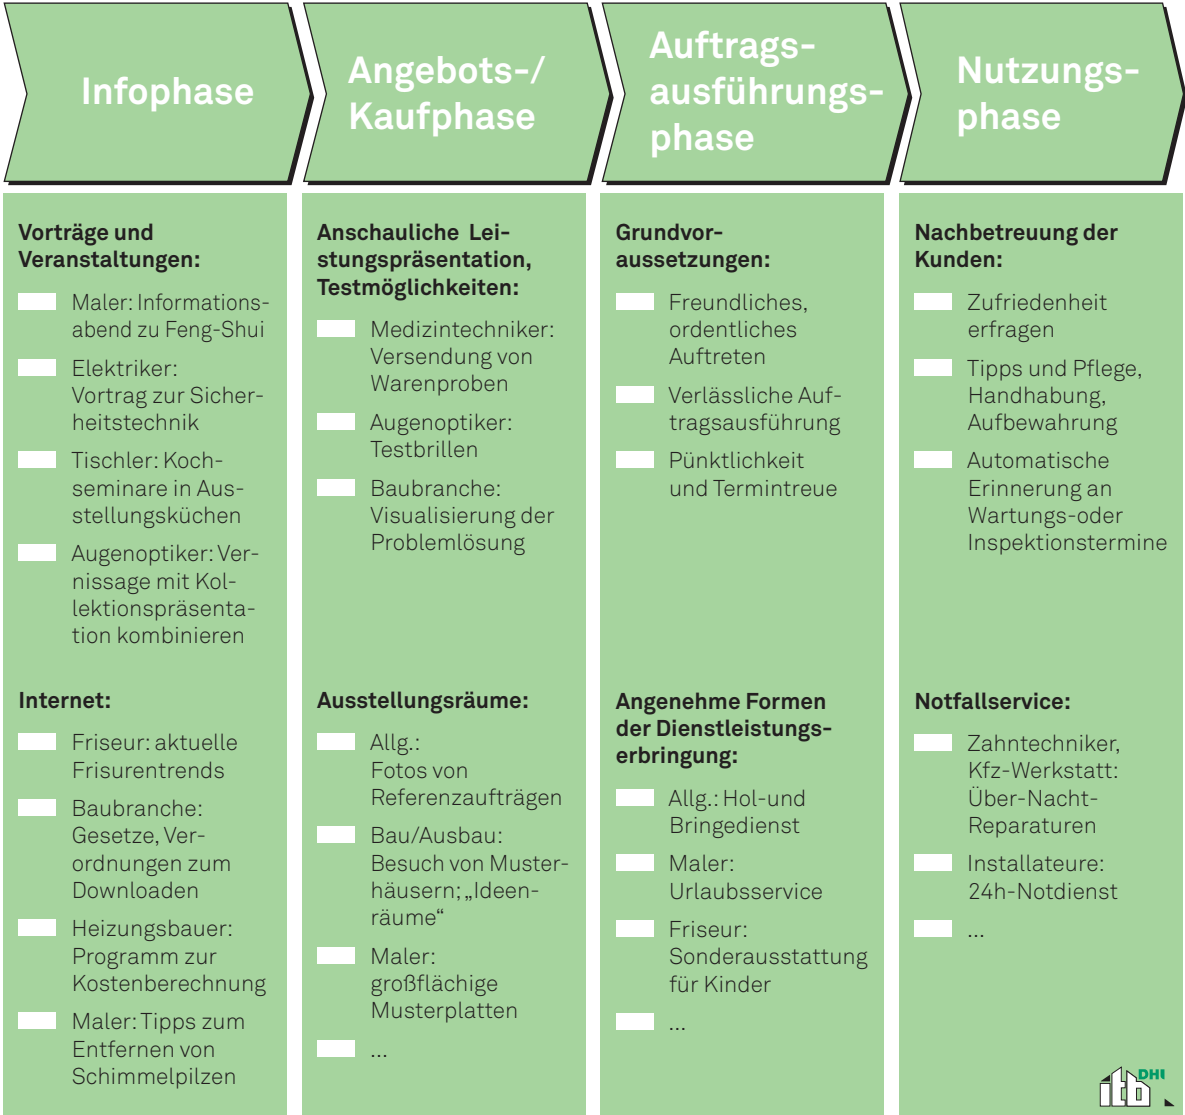 Infophase
Angebots-/
Kaufphase
Auftrags-
ausführungs-
phase
Nutzungs-
phase
Vorträge und
Veranstaltungen:
Maler: Informations-
abend zu Feng-Shui
Elektriker:
Vortrag zur Sicher-
heitstechnik
Tischler: Koch-
seminare in Aus-
stellungsküchen
Augenoptiker: Ver-
nissage mit Kol-
lektionspräsenta-
tion kombinieren
Internet:
Friseur: aktuelle
Frisurentrends
Baubranche:
Gesetze, Ver-
ordnungen zum
Downloaden
Heizungsbauer:
Programm zur
Kostenberechnung
Maler: Tipps zum
Entfernen von
Schimmelpilzen
Anschauliche Lei-
stungspräsentation,
Testmöglichkeiten:
Medizintechniker:
Versendung von
Warenproben
Augenoptiker:
Testbrillen
Baubranche:
Visualisierung der
Problemlösung
Ausstellungsräume:
Allg.:
Fotos von
Referenzaufträgen
Bau/Ausbau:
Besuch von Muster-
häusern; „Ideen-
räume“
Maler:
großflächige
Musterplatten
...
Grundvor-
aussetzungen:
Freundliches,
ordentliches
Auftreten
Verlässliche Auf-
tragsausführung
Pünktlichkeit
und Termintreue
Angenehme Formen
der Dienstleistungs-
erbringung:
Allg.: Hol-und
Bringedienst
Maler:
Urlaubsservice
Friseur:
Sonderausstattung
für Kinder
...
Nachbetreuung der
Kunden:
Zufriedenheit
erfragen
Tipps und Pflege,
Handhabung,
Aufbewahrung
Automatische
Erinnerung an
Wartungs-oder
Inspektionstermine
Notfallservice:
Zahntechniker,
Kfz-Werkstatt:
Über-Nacht-
Reparaturen
Installateure:
24h-Notdienst
...
DHI
itb